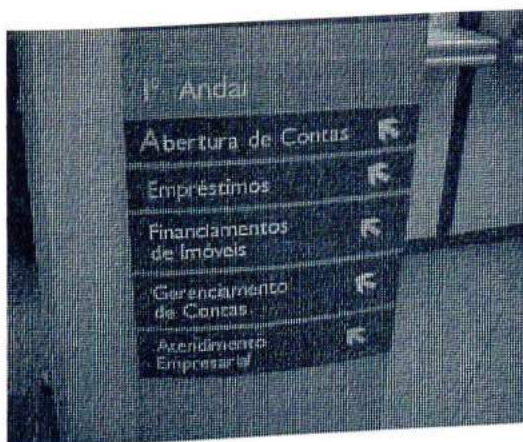 1º Andar
Abertura de Contas
Empréstimos
Financiamentos
de Imóveis
Gerenciamento
de Contas
Atendimento
Empresarial